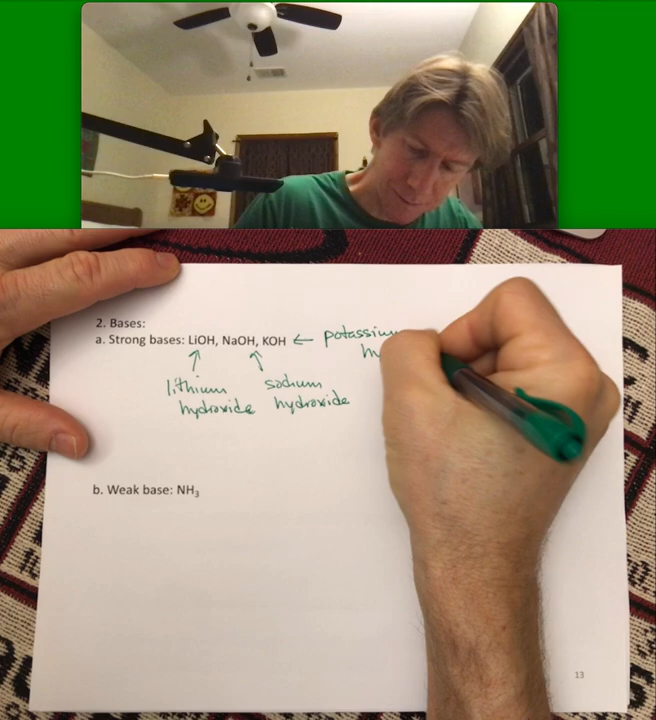 2. Bases:
a. Strong bases: LiOH, NaOH, KOH ← potassium
lithium sodium
hydroxide hydroxide
b. Weak base: NH₃
13